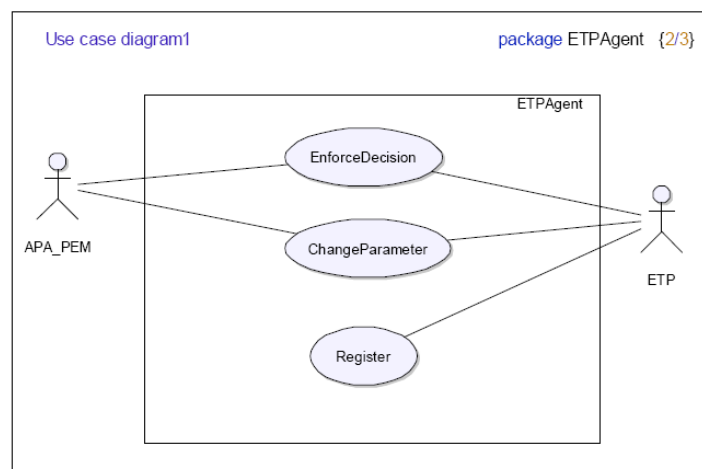 Use case diagram1
package ETPAgent {2/3}
ETPAgent
EnforceDecision
APA_PEM
ChangeParameter
ETP
Register